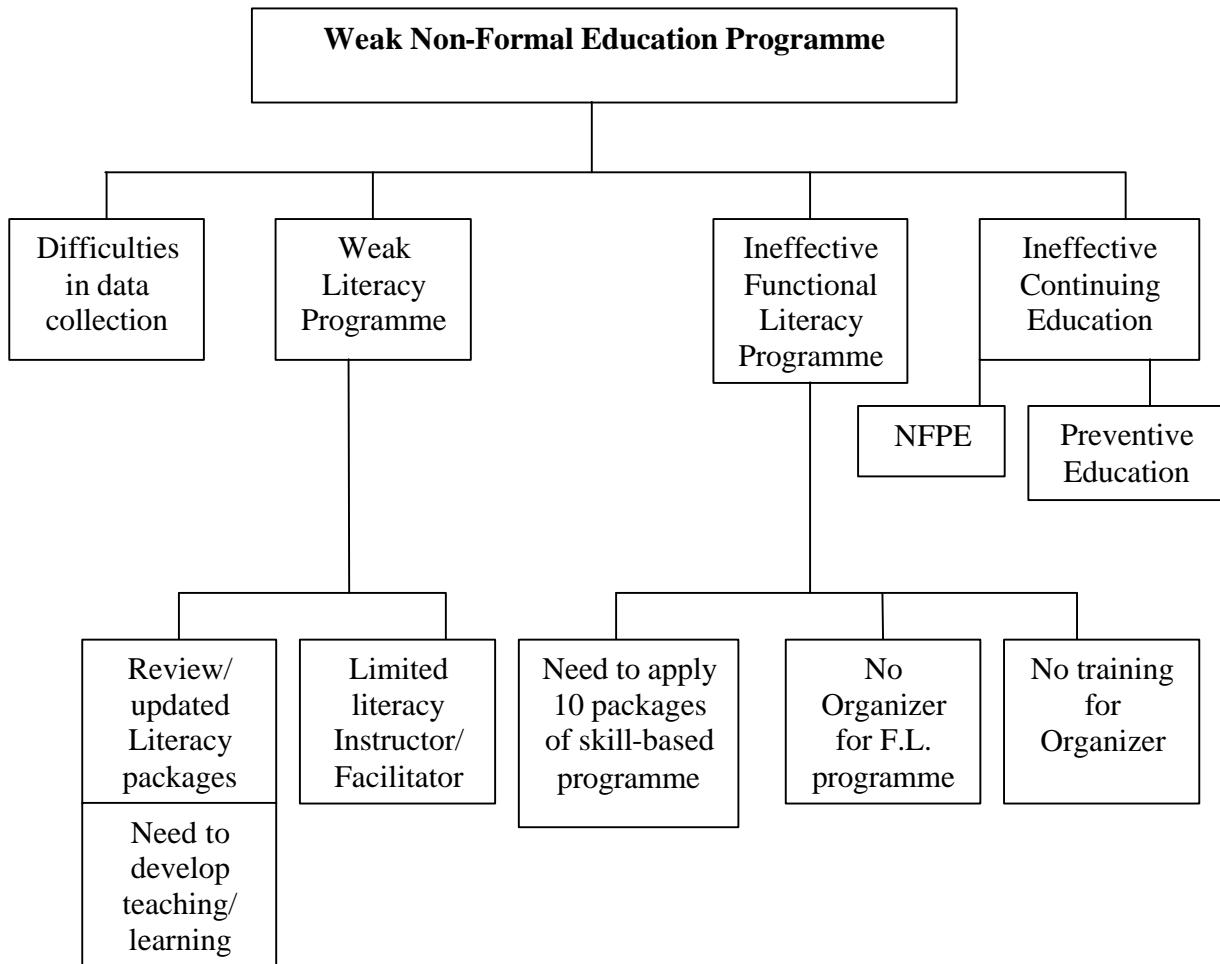 Weak Non-Formal Education Programme
Difficulties
in data
collection
Weak
Literacy
Programme
Ineffective
Functional
Literacy
Programme
Ineffective
Continuing
Education
NFPE
Preventive
Education
Review/
updated
Literacy
packages
Limited
literacy
Instructor/
Facilitator
Need to apply
10 packages
of skill-based
programme
No
Organizer
for F.L.
programme
No training
for
Organizer
Need to
develop
teaching/
learning